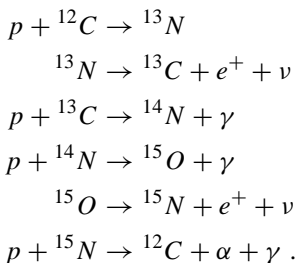 p + ¹²C → ¹³N
¹³N → ¹³C + e⁺ + ν
p + ¹³C → ¹⁴N + γ
p + ¹⁴N → ¹⁵O + γ
¹⁵O → ¹⁵N + e⁺ + ν
p + ¹⁵N → ¹²C + α + γ .